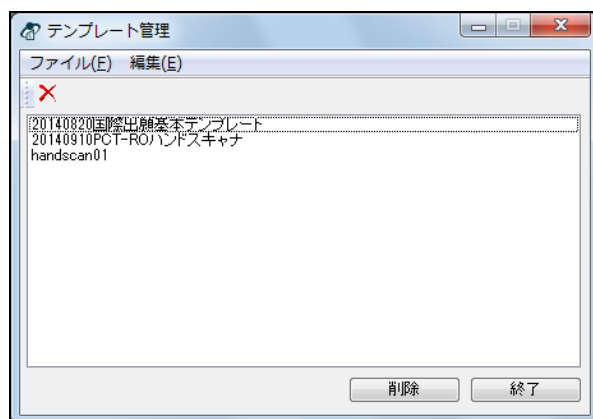 テンプレート管理
ファイル(F) 編集(E)
20140820国際出願基本テンプレート
20140910PCT-ROハンドスキャナ
handscan01
削除 終了